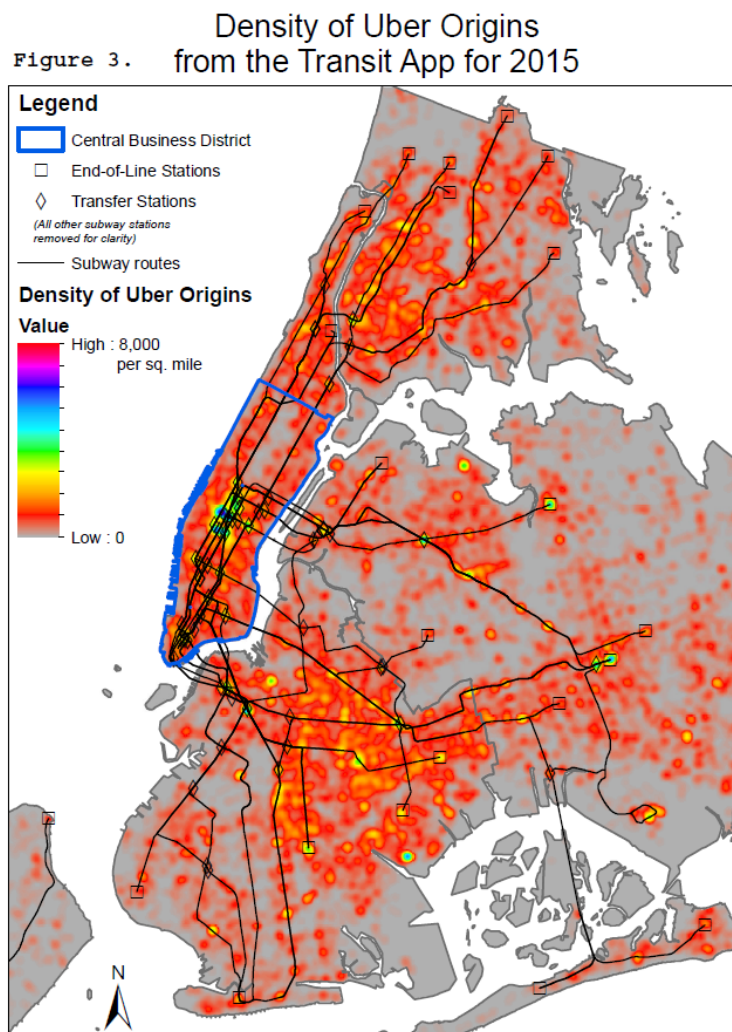 Density of Uber Origins
Figure 3. from the Transit App for 2015
Legend
Central Business District
End-of-Line Stations
Transfer Stations
(All other subway stations
removed for clarity)
Subway routes
Density of Uber Origins
Value
High : 8,000
per sq. mile
Low : 0
N